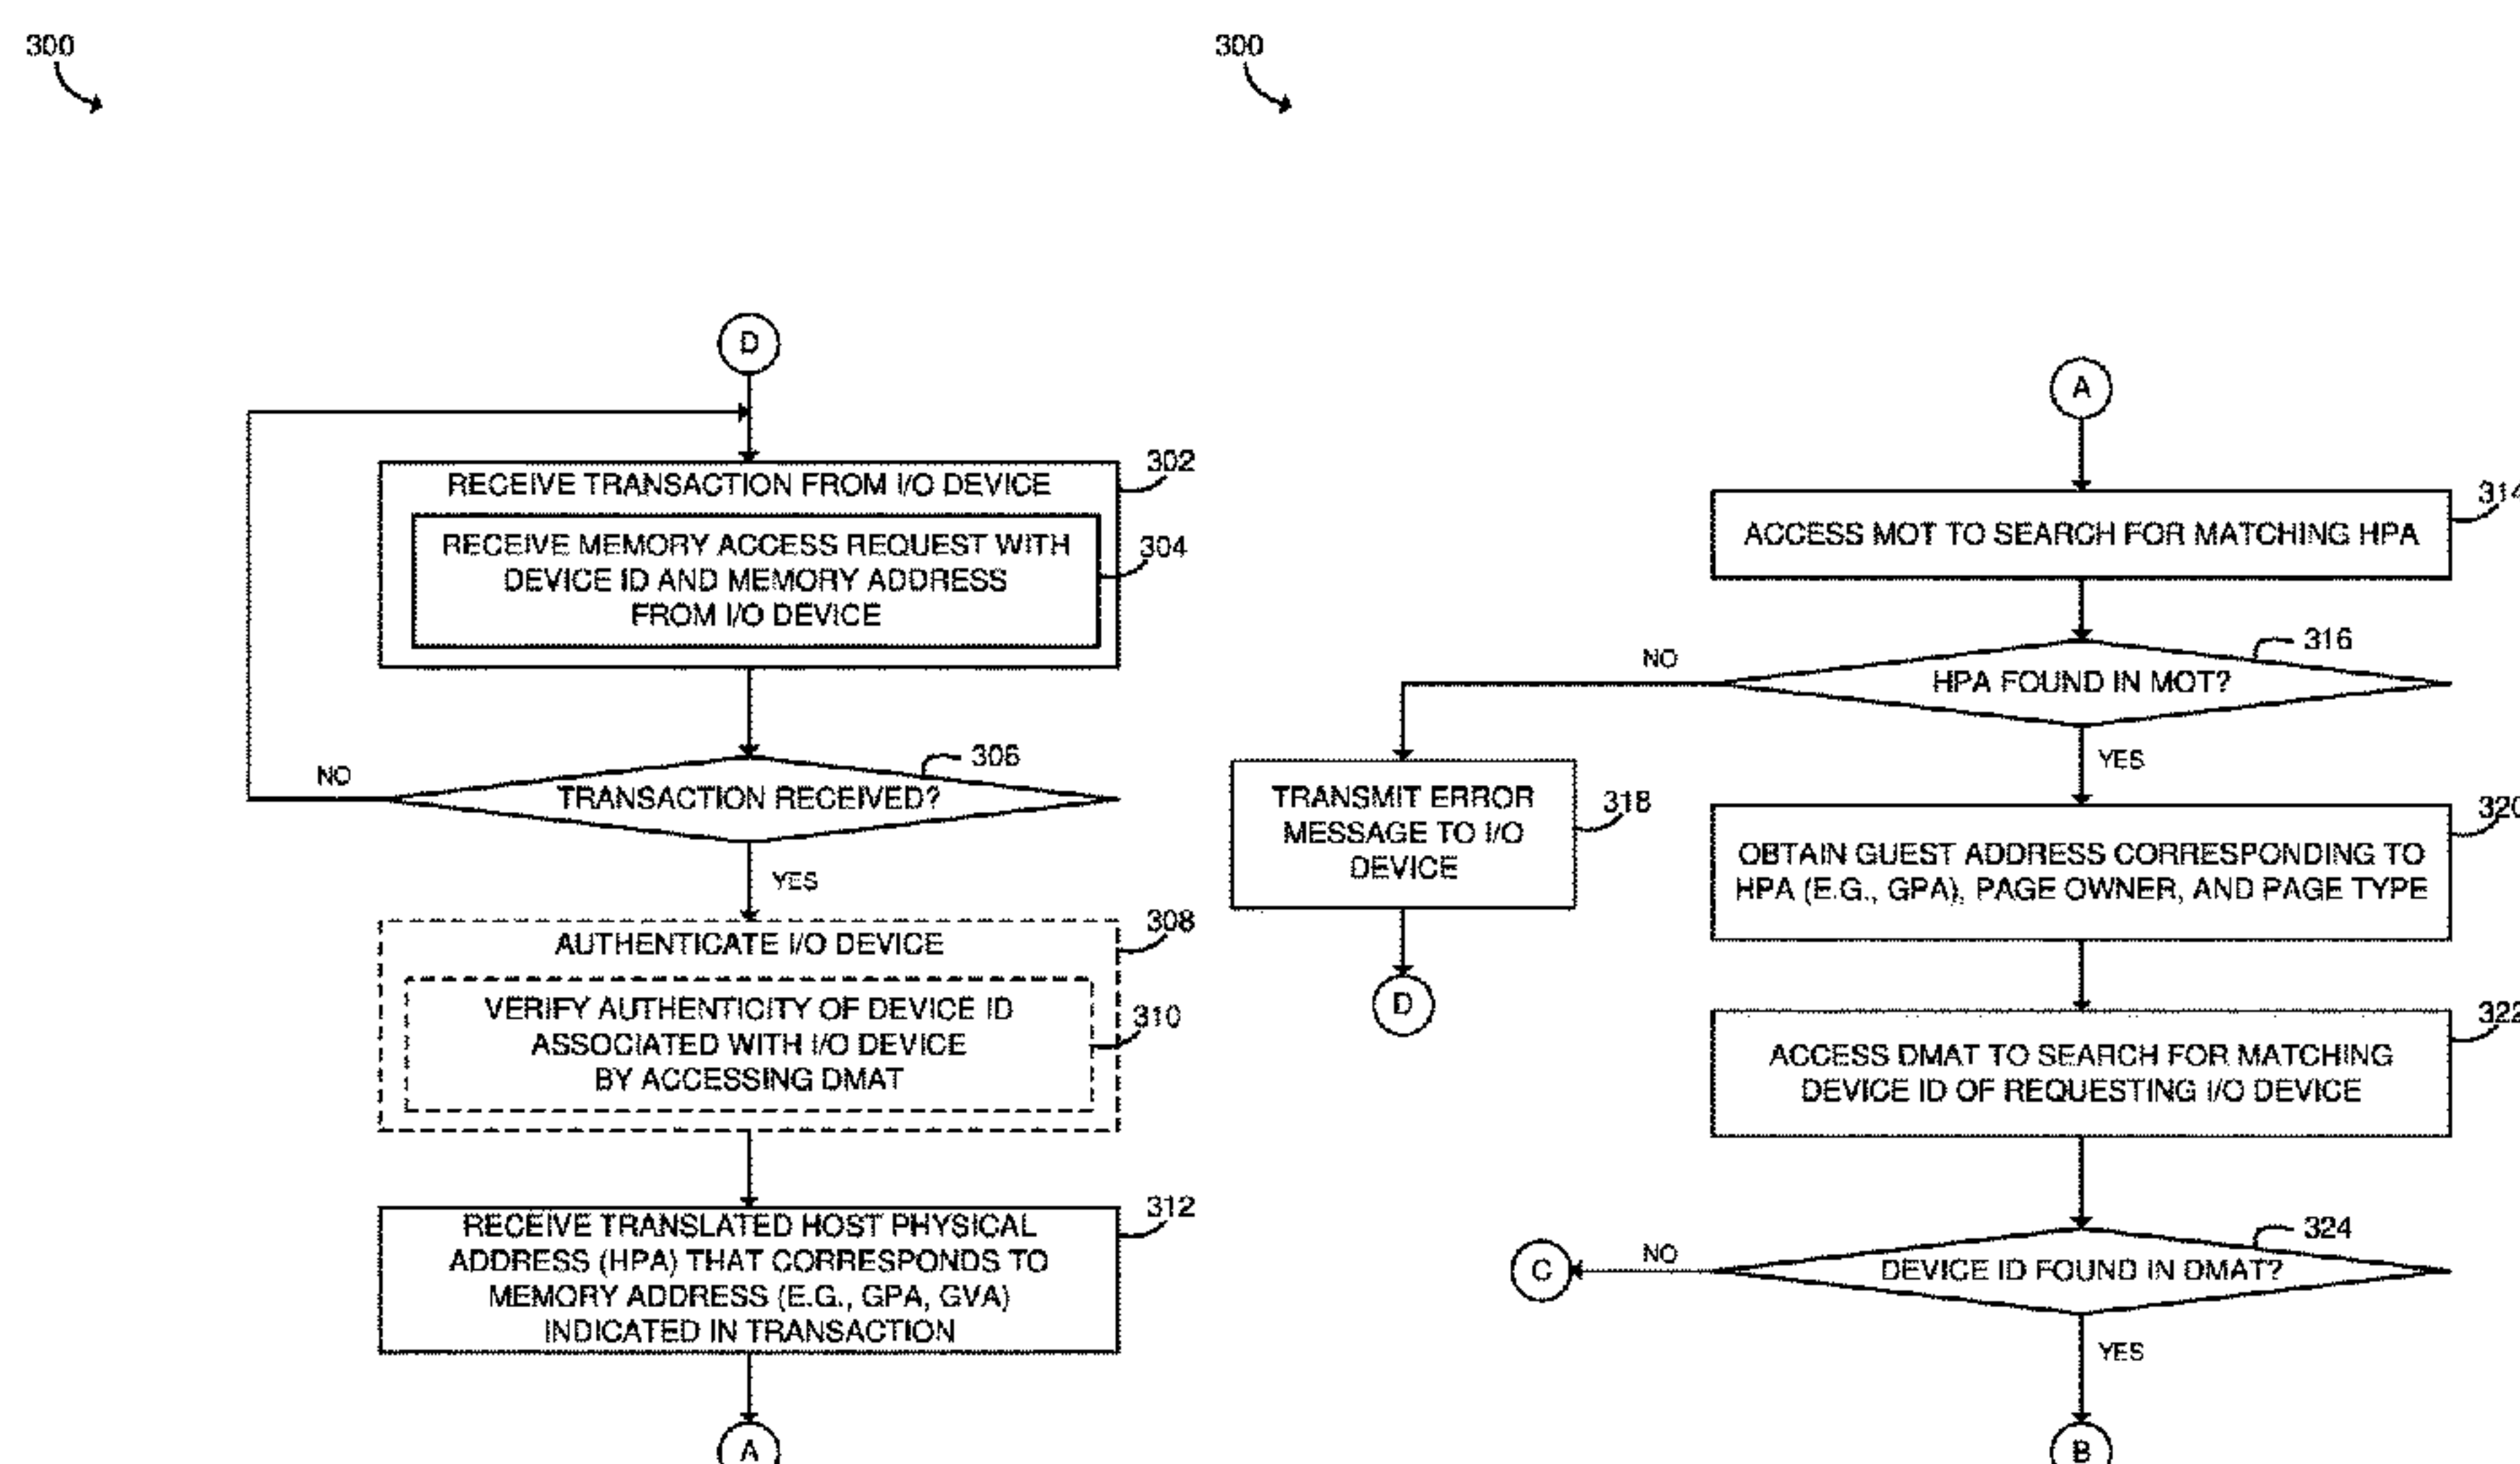 300
D
302
RECEIVE TRANSACTION FROM I/O DEVICE
RECEIVE MEMORY ACCESS REQUEST WITH
DEVICE ID AND MEMORY ADDRESS
FROM I/O DEVICE
304
306
NO
TRANSACTION RECEIVED?
YES
308
AUTHENTICATE I/O DEVICE
VERIFY AUTHENTICITY OF DEVICE ID
ASSOCIATED WITH I/O DEVICE
BY ACCESSING DMAT
310
312
RECEIVE TRANSLATED HOST PHYSICAL
ADDRESS (HPA) THAT CORRESPONDS TO
MEMORY ADDRESS (E.G., GPA, GVA)
INDICATED IN TRANSACTION
A
300
A
314
ACCESS MOT TO SEARCH FOR MATCHING HPA
316
NO
HPA FOUND IN MOT?
YES
TRANSMIT ERROR
MESSAGE TO I/O
DEVICE
318
D
320
OBTAIN GUEST ADDRESS CORRESPONDING TO
HPA (E.G., GPA), PAGE OWNER, AND PAGE TYPE
322
ACCESS DMAT TO SEARCH FOR MATCHING
DEVICE ID OF REQUESTING I/O DEVICE
324
C
NO
DEVICE ID FOUND IN DMAT?
YES
B